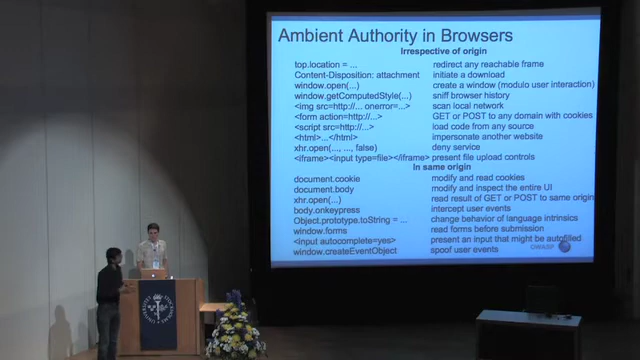 Ambient Authority in Browsers
Irrespective of origin
top.location = ... redirect any reachable frame
Content-Disposition: attachment initiate a download
window.open(...) create a window (modulo user interaction)
window.getComputedStyle(...) sniff browser history
<img src=http://... onerror=...> scan local network
<form action=http://...> GET or POST to any domain with cookies
<script src=http://...> load code from any source
<html>...</html> impersonate another website
xhr.open(..., ..., false) deny service
<iframe><input type=file></iframe> present file upload controls
In same origin
document.cookie modify and read cookies
document.body modify and inspect the entire UI
xhr.open(...) read result of GET or POST to same origin
body.onkeypress intercept user events
Object.prototype.toString = ... change behavior of language intrinsics
window.forms read forms before submission
<input autocomplete=yes> present an input that might be autofilled
window.createEventObject spoof user events
OWASP